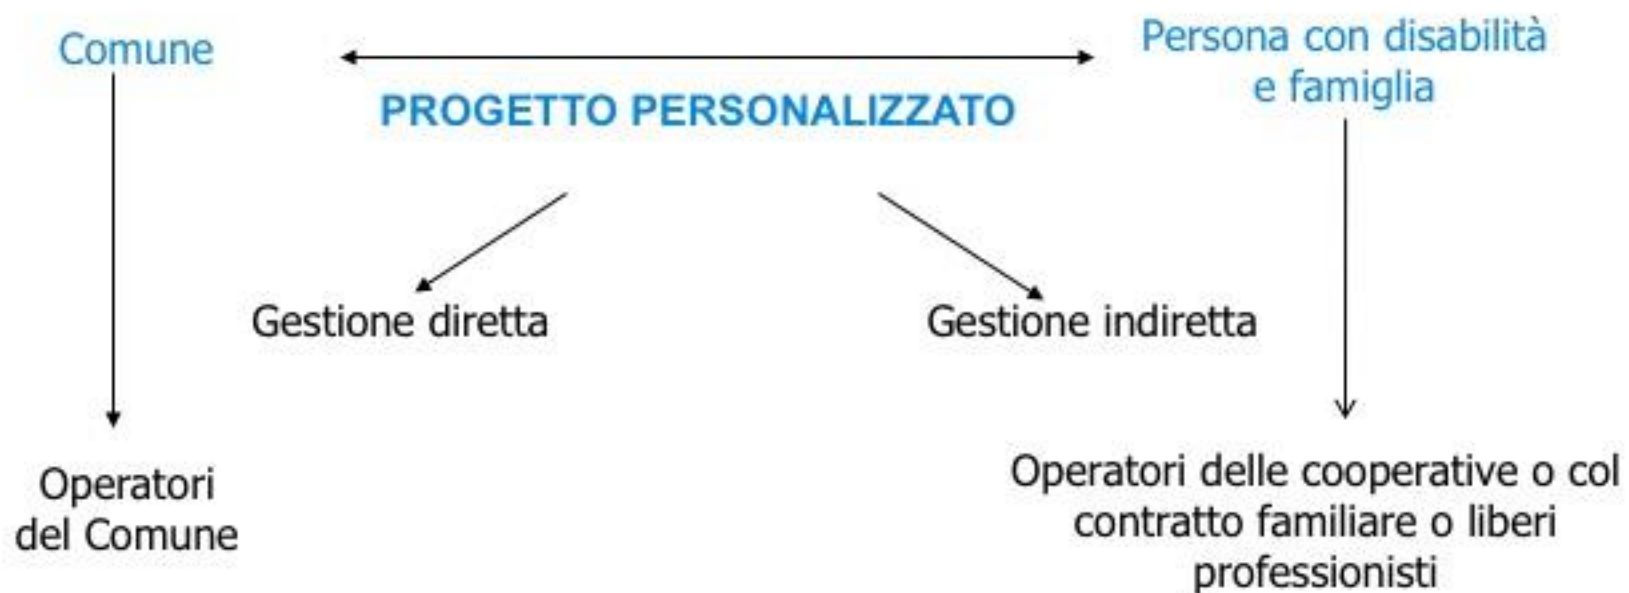 Comune
Persona con disabilità
e famiglia
PROGETTO PERSONALIZZATO
Gestione diretta
Gestione indiretta
Operatori
del Comune
Operatori delle cooperative o col
contratto familiare o liberi
professionisti